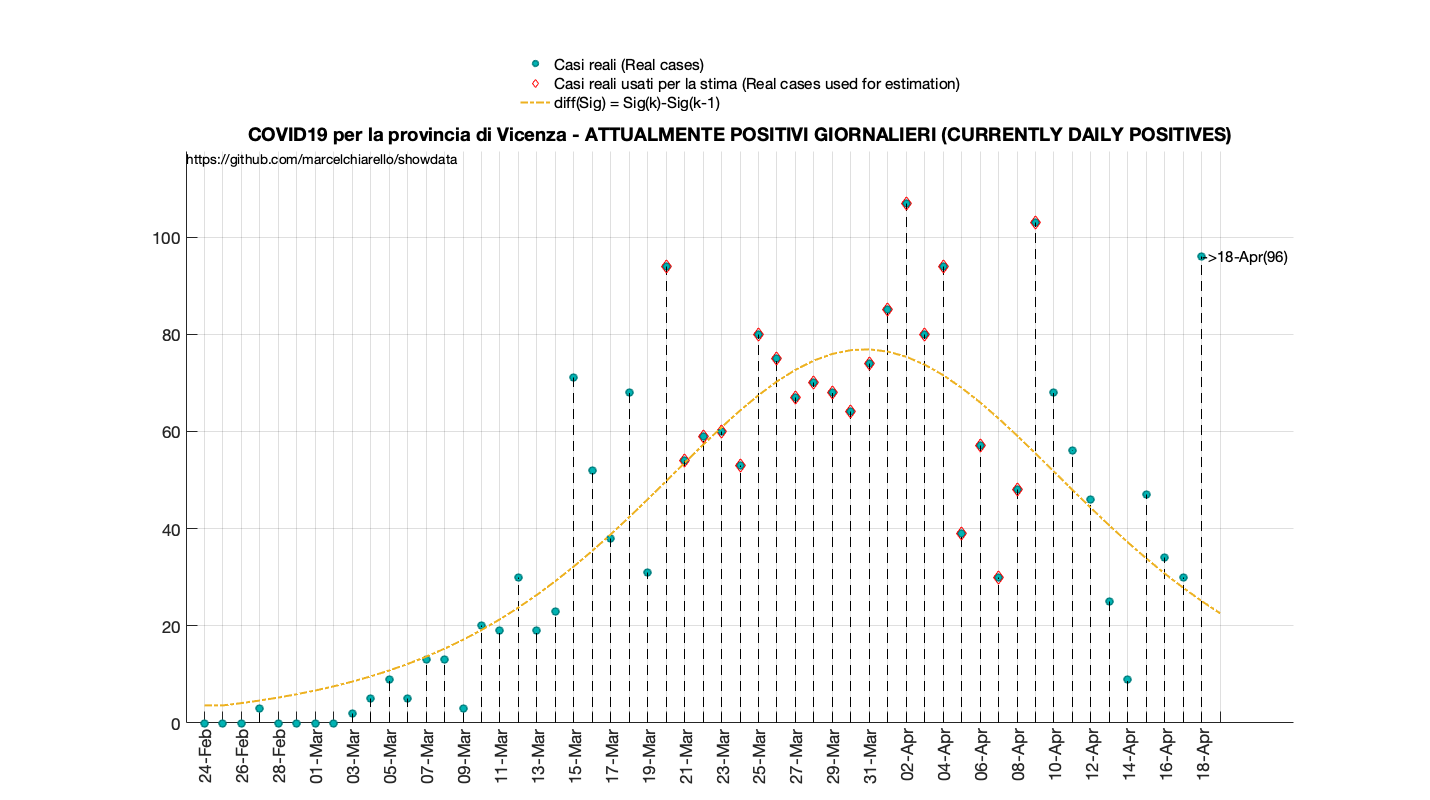 Casi reali (Real cases)
Casi reali usati per la stima (Real cases used for estimation)
diff(Sig) = Sig(k)-Sig(k-1)
COVID19 per la provincia di Vicenza - ATTUALMENTE POSITIVI GIORNALIERI (CURRENTLY DAILY POSITIVES)
https://github.com/marcelchiarello/showdata
100
80
60
40
20
0
->18-Apr(96)
24-Feb
26-Feb
28-Feb
01-Mar
03-Mar
05-Mar
07-Mar
09-Mar
11-Mar
13-Mar
15-Mar
17-Mar
19-Mar
21-Mar
23-Mar
25-Mar
27-Mar
29-Mar
31-Mar
02-Apr
04-Apr
06-Apr
08-Apr
10-Apr
12-Apr
14-Apr
16-Apr
18-Apr